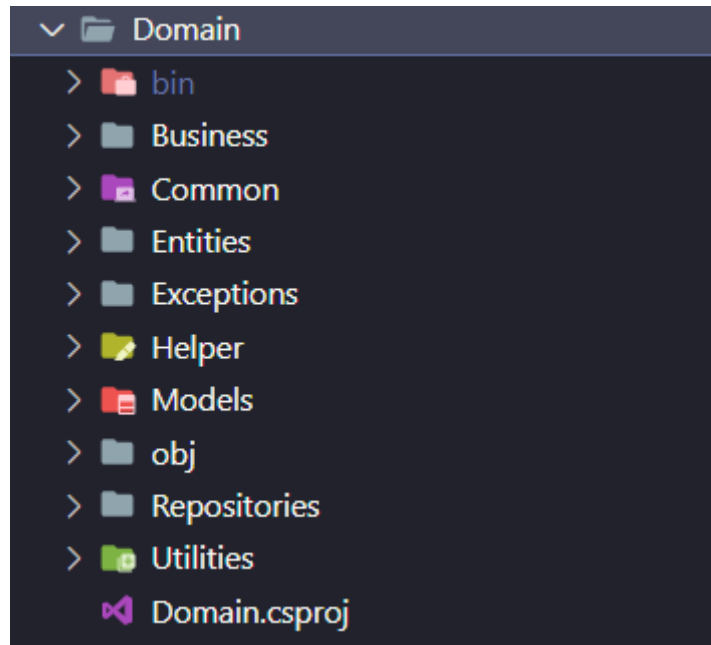 Domain
bin
Business
Common
Entities
Exceptions
Helper
Models
obj
Repositories
Utilities
Domain.csproj